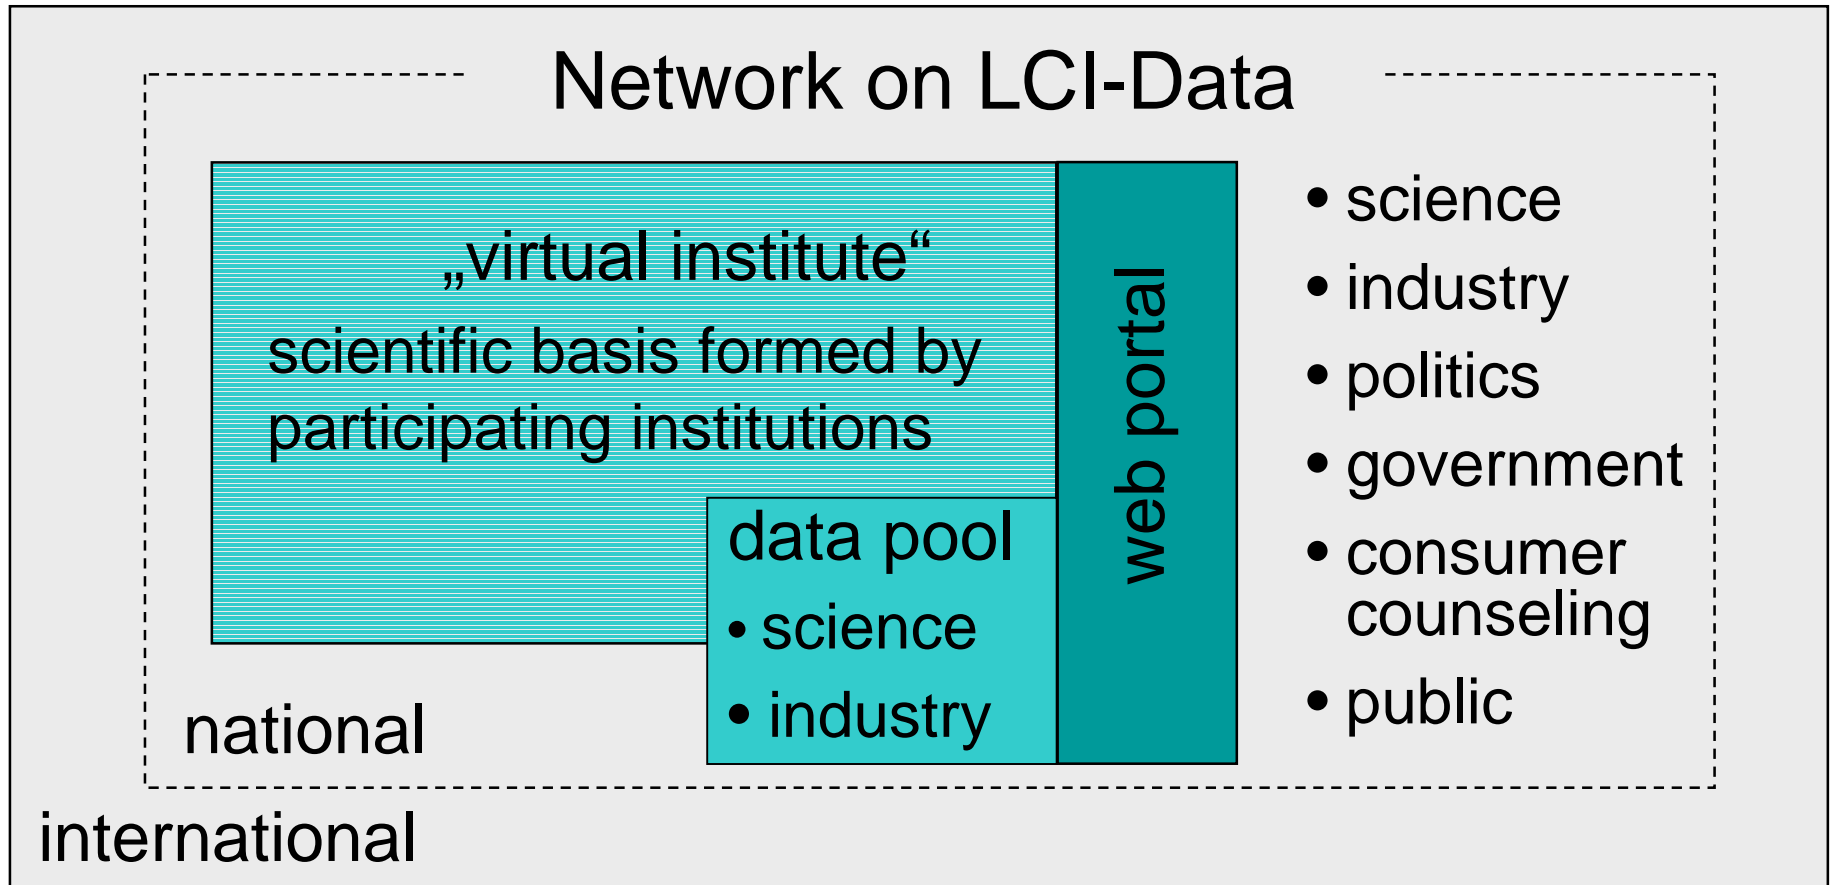 Network on LCI-Data
„virtual institute“
scientific basis formed by
participating institutions
data pool
• science
• industry
web portal
• science
• industry
• politics
• government
• consumer
counseling
• public
national
international